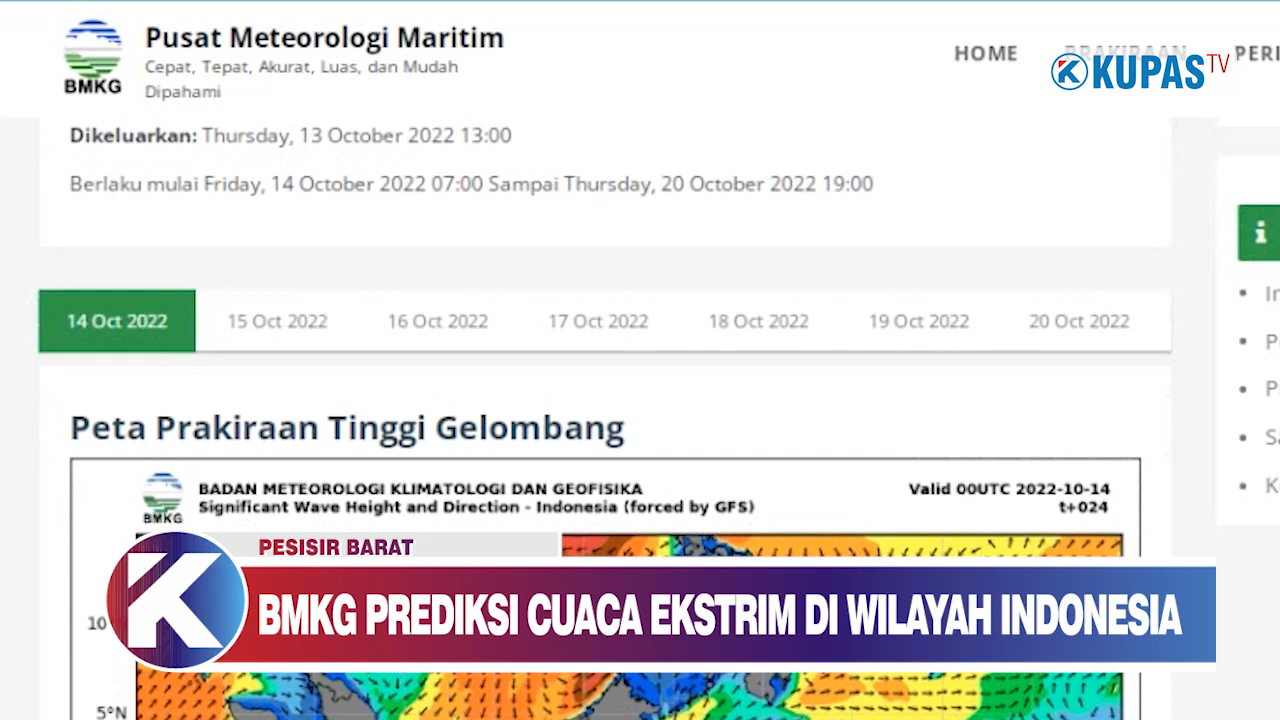 BMKG
Pusat Meteorologi Maritim
Cepat, Tepat, Akurat, Luas, dan Mudah
Dipahami
HOME
PRAKIRAAN
KUPAS TV
Dikeluarkan: Thursday, 13 October 2022 13:00
Berlaku mulai Friday, 14 October 2022 07:00 Sampai Thursday, 20 October 2022 19:00
14 Oct 2022 15 Oct 2022 16 Oct 2022 17 Oct 2022 18 Oct 2022 19 Oct 2022 20 Oct 2022
Peta Prakiraan Tinggi Gelombang
BMKG
BADAN METEOROLOGI KLIMATOLOGI DAN GEOFISIKA
Significant Wave Height and Direction - Indonesia (forced by GFS)
Valid 00UTC 2022-10-14
t+024
PESISIR BARAT
K
BMKG PREDIKSI CUACA EKSTRIM DI WILAYAH INDONESIA
10
5°N